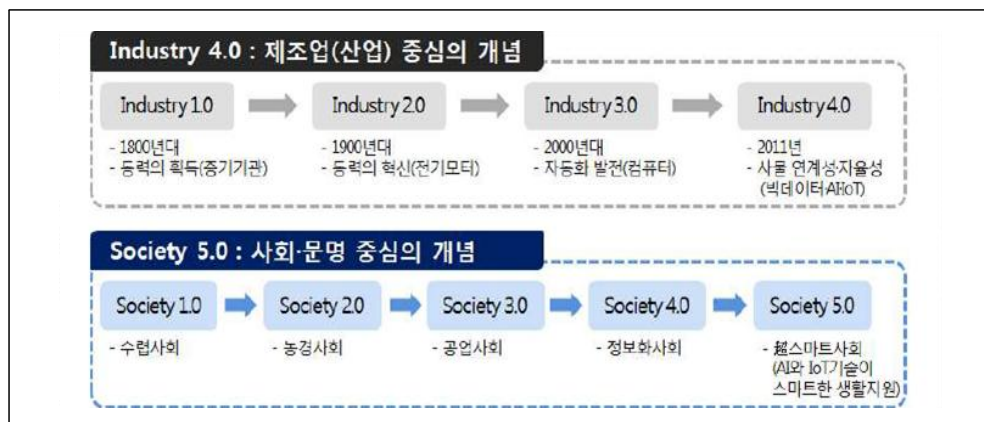 Industry 4.0 : 제조업(산업) 중심의 개념
Industry 1.0
Industry 2.0
Industry 3.0
Industry 4.0
- 1800년대
- 동력의 획득(증기기관)
- 1900년대
- 동력의 혁신(전기모터)
- 2000년대
- 자동화 발전(컴퓨터)
- 2011년
- 사물 연계성·자율성
(빅데이터·AI·IoT)
Society 5.0 : 사회·문명 중심의 개념
Society 1.0
Society 2.0
Society 3.0
Society 4.0
Society 5.0
- 수렵사회
- 농경사회
- 공업사회
- 정보화사회
- 超스마트사회
(AI와 IoT기술이
스마트한 생활지원)